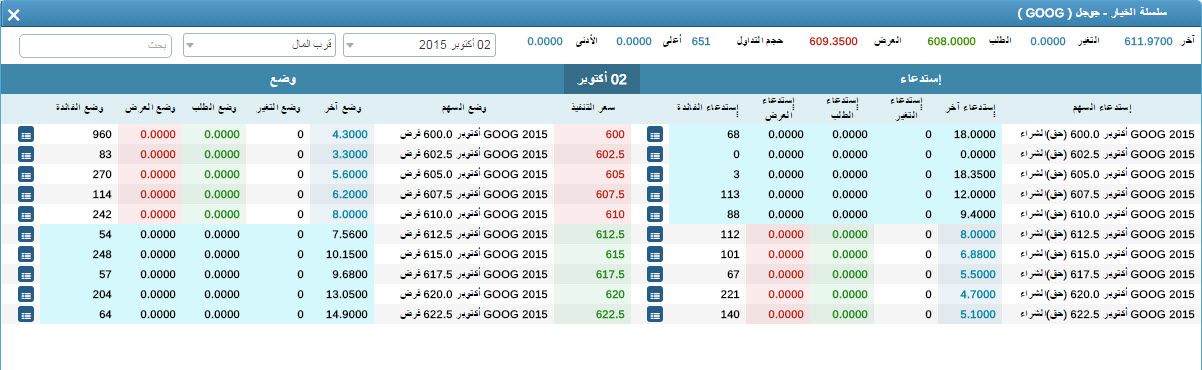 سلسلة الخيار - جوجل ( GOOG )
آخر 611.9700 التغير 0.0000 الطلب 608.0000 العرض 609.3500 حجم التداول 651 أعلى 0.0000 الأدنى 0.0000 02 أكتوبر 2015 قرب المال بحث
إستدعاء 02 أكتوبر وضع
إستدعاء السهم إستدعاء آخر إستدعاء التغير إستدعاء الطلب إستدعاء العرض إستدعاء الفائدة سعر التنفيذ وضع السهم وضع آخر وضع التغير وضع الطلب وضع العرض وضع الفائدة
GOOG 2015 أكتوبر 600.0 (حق)لشراء 18.0000 0 0.0000 0.0000 68 600 GOOG 2015 أكتوبر 600.0 فرض 4.3000 0 0.0000 0.0000 960
GOOG 2015 أكتوبر 602.5 (حق)لشراء 0.0000 0 0.0000 0.0000 0 602.5 GOOG 2015 أكتوبر 602.5 فرض 3.3000 0 0.0000 0.0000 83
GOOG 2015 أكتوبر 605.0 (حق)لشراء 18.3500 0 0.0000 0.0000 3 605 GOOG 2015 أكتوبر 605.0 فرض 5.6000 0 0.0000 0.0000 270
GOOG 2015 أكتوبر 607.5 (حق)لشراء 12.0000 0 0.0000 0.0000 113 607.5 GOOG 2015 أكتوبر 607.5 فرض 6.2000 0 0.0000 0.0000 114
GOOG 2015 أكتوبر 610.0 (حق)لشراء 9.4000 0 0.0000 0.0000 88 610 GOOG 2015 أكتوبر 610.0 فرض 8.0000 0 0.0000 0.0000 242
GOOG 2015 أكتوبر 612.5 (حق)لشراء 8.0000 0 0.0000 0.0000 112 612.5 GOOG 2015 أكتوبر 612.5 فرض 7.5600 0 0.0000 0.0000 54
GOOG 2015 أكتوبر 615.0 (حق)لشراء 6.8800 0 0.0000 0.0000 101 615 GOOG 2015 أكتوبر 615.0 فرض 10.1500 0 0.0000 0.0000 248
GOOG 2015 أكتوبر 617.5 (حق)لشراء 5.5000 0 0.0000 0.0000 67 617.5 GOOG 2015 أكتوبر 617.5 فرض 9.6800 0 0.0000 0.0000 57
GOOG 2015 أكتوبر 620.0 (حق)لشراء 4.7000 0 0.0000 0.0000 221 620 GOOG 2015 أكتوبر 620.0 فرض 13.0500 0 0.0000 0.0000 204
GOOG 2015 أكتوبر 622.5 (حق)لشراء 5.1000 0 0.0000 0.0000 140 622.5 GOOG 2015 أكتوبر 622.5 فرض 14.9000 0 0.0000 0.0000 64